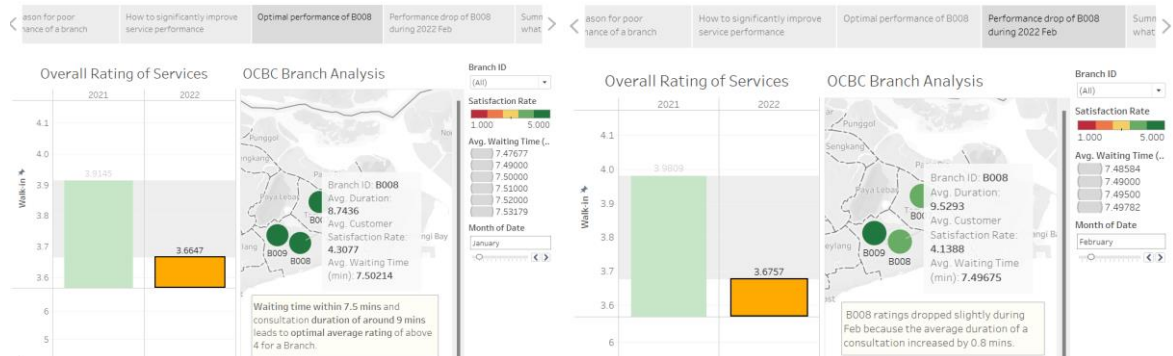 ason for poor
nance of a branch
How to significantly improve
service performance
Optimal performance of B008
Performance drop of B008
during 2022 Feb
Summ
what
Overall Rating of Services
2021
2022
4.1
4.0
3.9
3.8
3.7
3.6
6
5
Walk-in
3.9145
3.6647
OCBC Branch Analysis
Punggol
ngkang
Paya Lebar
B009
B008
ngi Bay
Branch ID: B008
Avg. Duration:
8.7436
Avg. Customer
Satisfaction Rate:
4.3077
Avg. Waiting Time
(min): 7.50214
Waiting time within 7.5 mins and
consultation duration of around 9 mins
leads to optimal average rating of above
4 for a Branch.
Branch ID
(All)
Satisfaction Rate
1.000 5.000
Avg. Waiting Time (..
7.47677
7.49000
7.50000
7.51000
7.52000
7.53179
Month of Date
January
ason for poor
nance of a branch
How to significantly improve
service performance
Optimal performance of B008
Performance drop of B008
during 2022 Feb
Summ
what
Overall Rating of Services
2021
2022
4.1
4.0
3.9
3.8
3.7
3.6
6
Walk-in
3.9809
3.6757
OCBC Branch Analysis
Punggol
Sengkang
Paya Lebar
eylang
B009
B008
ngi Ba
Branch ID: B008
Avg. Duration:
9.5293
Avg. Customer
Satisfaction Rate:
4.1388
Avg. Waiting Time
(min): 7.49675
B008 ratings dropped slightly during
Feb because the average duration of a
consultation increased by 0.8 mins.
Branch ID
(All)
Satisfaction Rate
1.000 5.000
Avg. Waiting Time (..
7.48584
7.49000
7.49500
7.49782
Month of Date
February